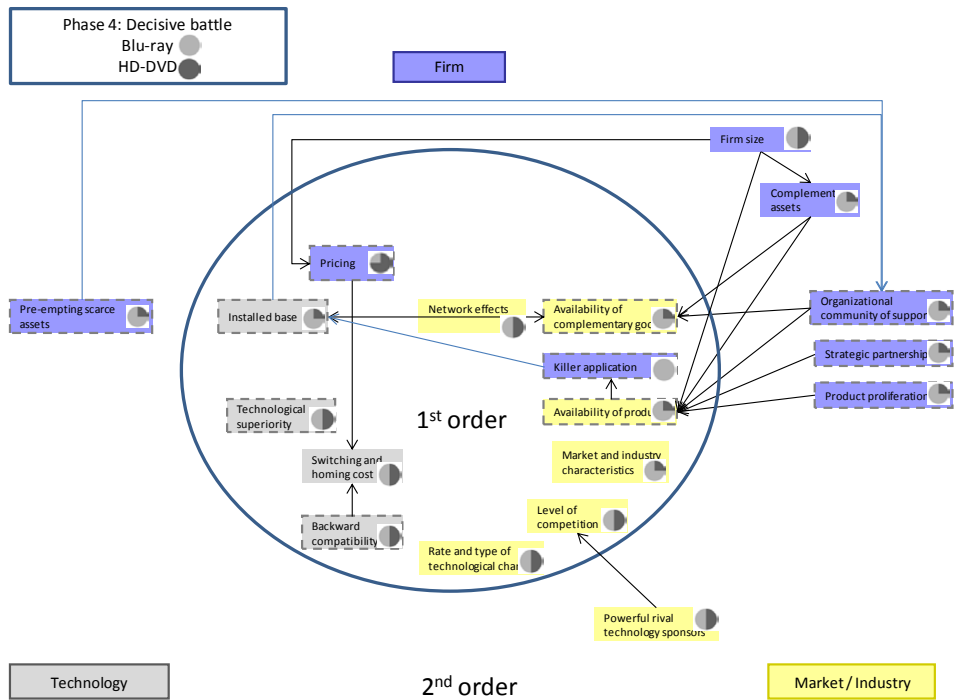 Phase 4: Decisive battle
Blu-ray
HD-DVD
Firm
Firm size
Complement
assets
Pricing
Pre-empting scarce
assets
Installed base
Network effects
Availability of
complementary goo
Organizational
community of suppor
Killer application
Strategic partnership
Technological
superiority
Availability of produ
Product proliferation
1st order
Switching and
homing cost
Market and industry
characteristics
Backward
compatibility
Level of
competition
Rate and type of
technological chan
Powerful rival
technology sponsors
Technology
2nd order
Market / Industry